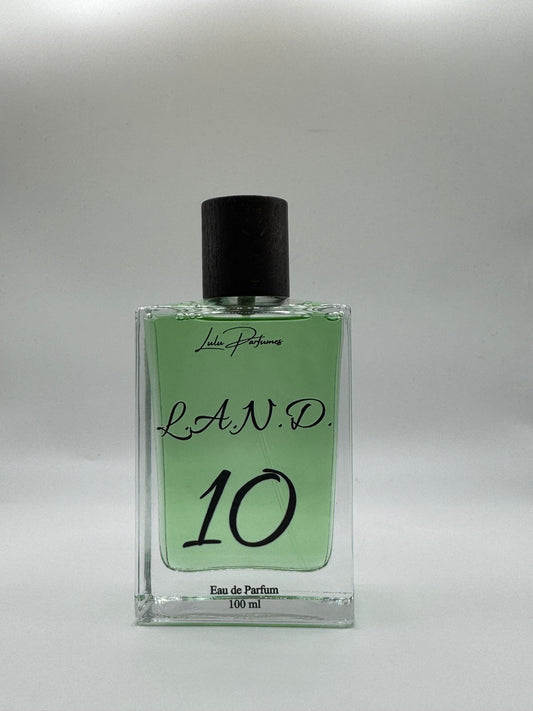 Lulu Parfumes
L.A.N.D.
10
Eau de Parfum
100 ml